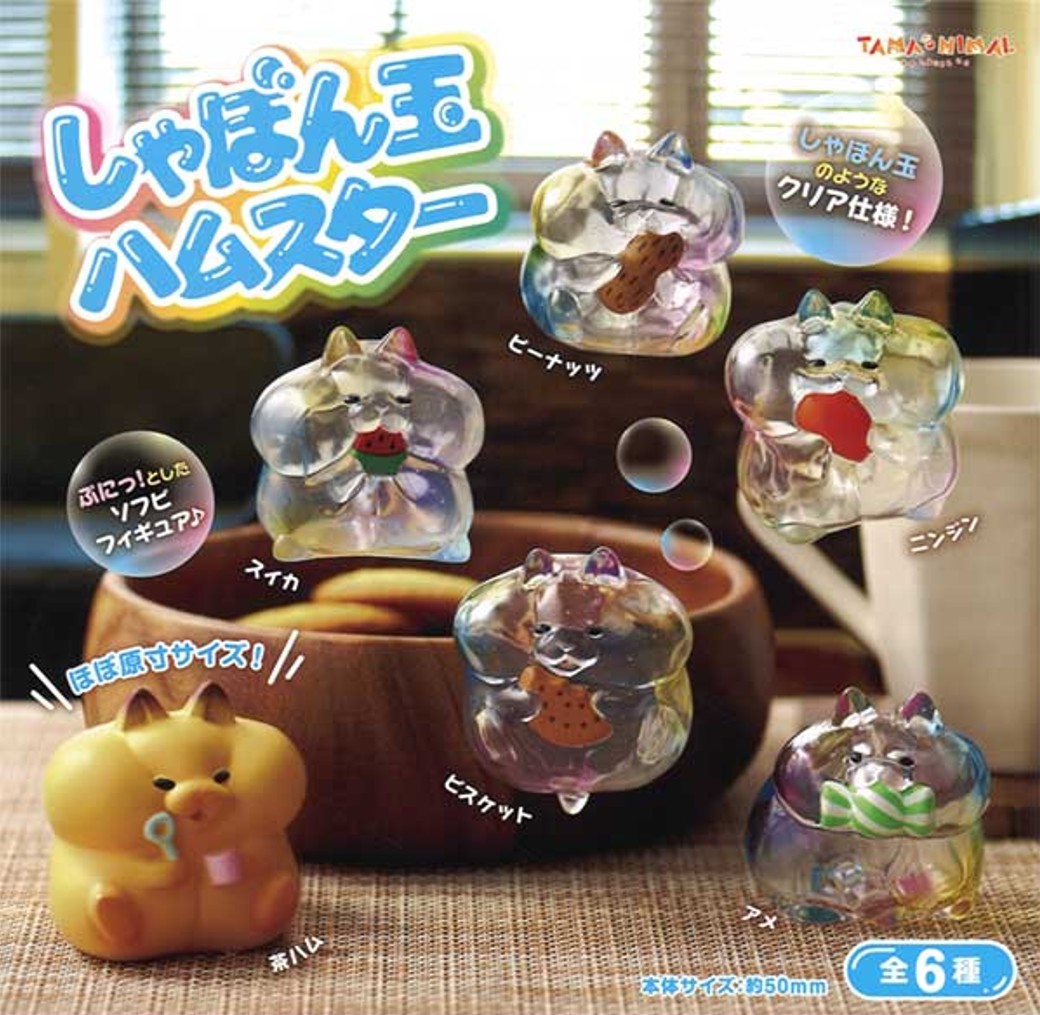 TAMA♡NIMAL
しゃぼん玉
ハムスター
しゃぼん玉
のような
クリア仕様！
ピーナッツ
ぷにっ！とした
ソフビ
フィギュア♪
スイカ
ニンジン
ほぼ原寸サイズ！
ビスケット
アメ
茶ハム
本体サイズ：約50mm
全6種